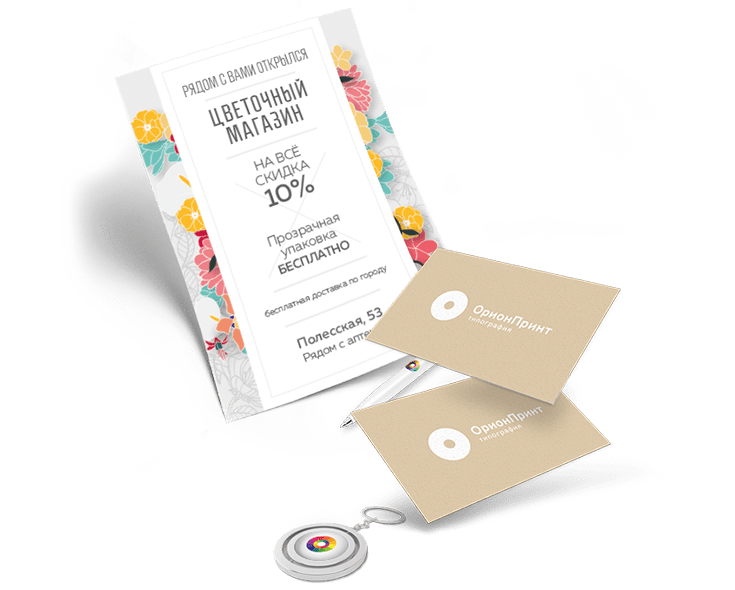 РЯДОМ С ВАМИ ОТКРЫЛСЯ
ЦВЕТОЧНЫЙ
МАГАЗИН
НА ВСЁ
СКИДКА
10%
Прозрачная
упаковка
БЕСПЛАТНО
бесплатная доставка по городу
Полесская, 53
Рядом с
ОрионПринт
типография
ОрионПринт
типография